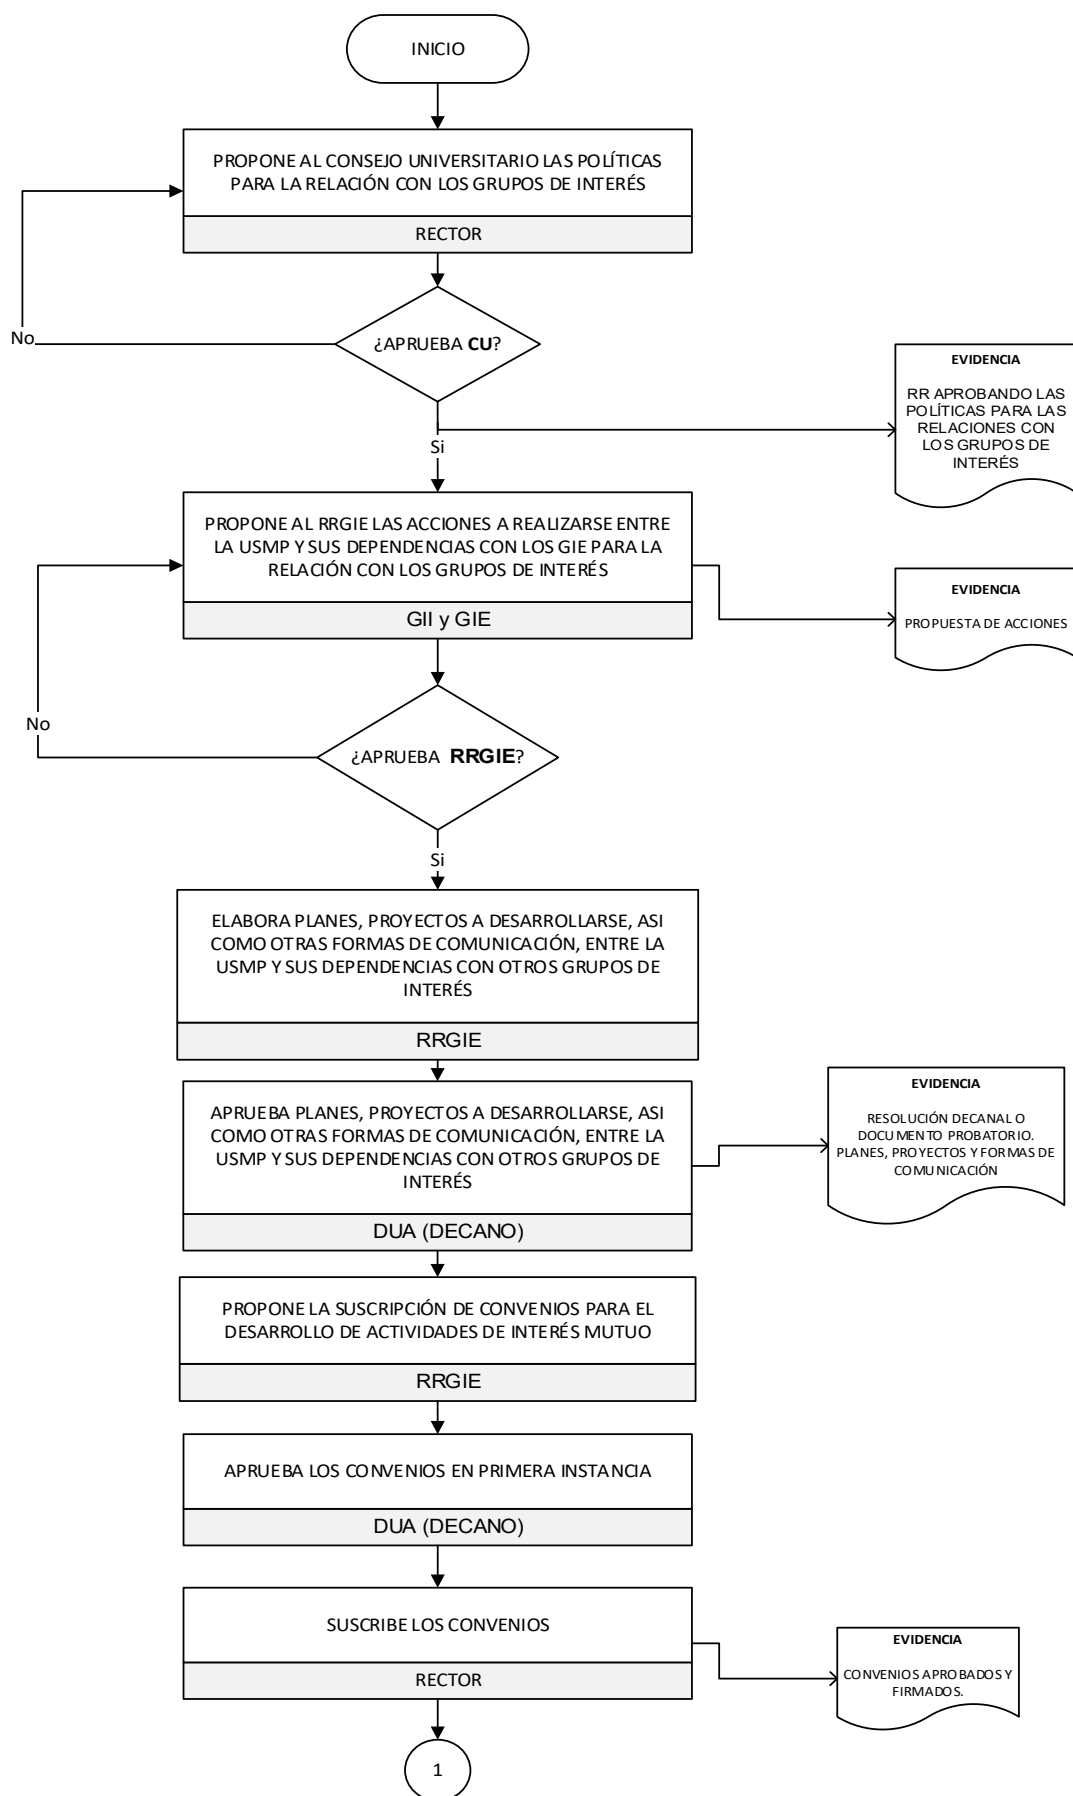 INICIO
PROPONE AL CONSEJO UNIVERSITARIO LAS POLÍTICAS
PARA LA RELACIÓN CON LOS GRUPOS DE INTERÉS
RECTOR
No
¿APRUEBA CU?
EVIDENCIA
RR APROBANDO LAS
POLÍTICAS PARA LAS
RELACIONES CON
LOS GRUPOS DE
INTERÉS
Si
PROPONE AL RRGIE LAS ACCIONES A REALIZARSE ENTRE
LA USMP Y SUS DEPENDENCIAS CON LOS GIE PARA LA
RELACIÓN CON LOS GRUPOS DE INTERÉS
GII y GIE
EVIDENCIA
PROPUESTA DE ACCIONES
No
¿APRUEBA RRGIE?
Si
ELABORA PLANES, PROYECTOS A DESARROLLARSE, ASI
COMO OTRAS FORMAS DE COMUNICACIÓN, ENTRE LA
USMP Y SUS DEPENDENCIAS CON OTROS GRUPOS DE
INTERÉS
RRGIE
APRUEBA PLANES, PROYECTOS A DESARROLLARSE, ASI
COMO OTRAS FORMAS DE COMUNICACIÓN, ENTRE LA
USMP Y SUS DEPENDENCIAS CON OTROS GRUPOS DE
INTERÉS
DUA (DECANO)
EVIDENCIA
RESOLUCIÓN DECANAL O
DOCUMENTO PROBATORIO.
PLANES, PROYECTOS Y FORMAS DE
COMUNICACIÓN
PROPONE LA SUSCRIPCIÓN DE CONVENIOS PARA EL
DESARROLLO DE ACTIVIDADES DE INTERÉS MUTUO
RRGIE
APRUEBA LOS CONVENIOS EN PRIMERA INSTANCIA
DUA (DECANO)
SUSCRIBE LOS CONVENIOS
RECTOR
EVIDENCIA
CONVENIOS APROBADOS Y
FIRMADOS.
1